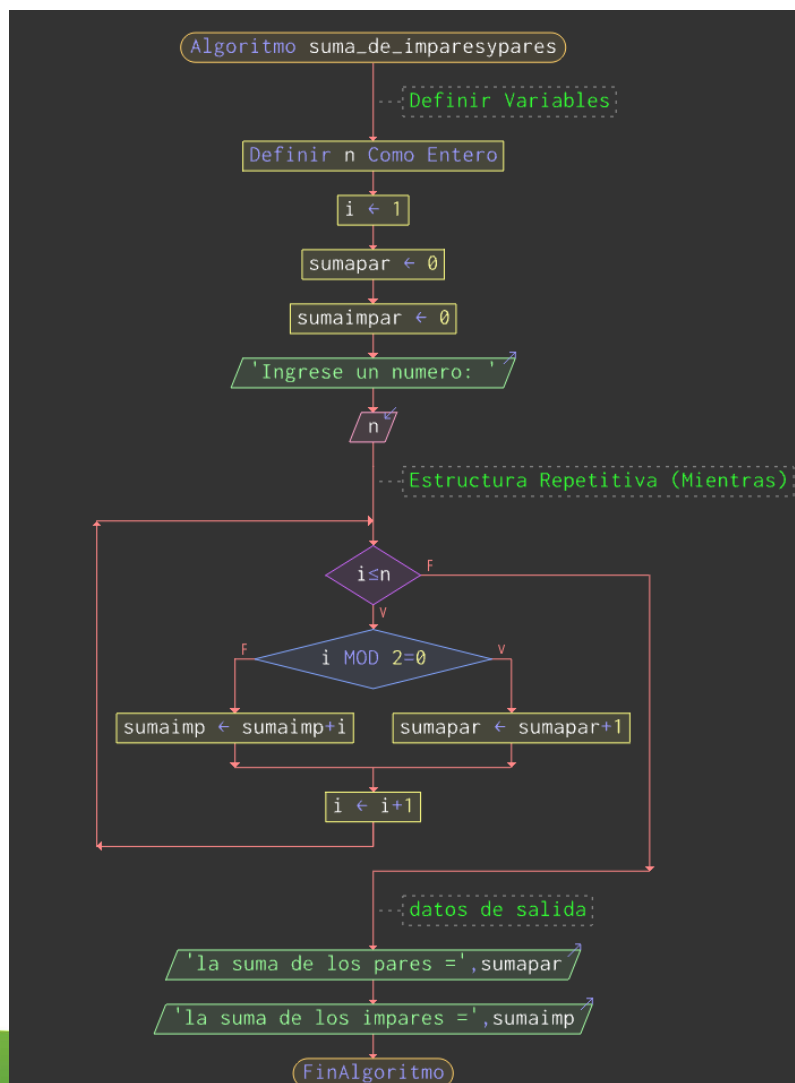 Algoritmo suma_de_imparesypares
Definir Variables
Definir n Como Entero
i ← 1
sumapar ← 0
sumaimpar ← 0
'Ingrese un numero: '
n
Estructura Repetitiva (Mientras)
i≤n
F
V
i MOD 2=0
F
V
sumaimp ← sumaimp+i
sumapar ← sumapar+1
i ← i+1
datos de salida
'la suma de los pares =',sumapar
'la suma de los impares =',sumaimp
FinAlgoritmo